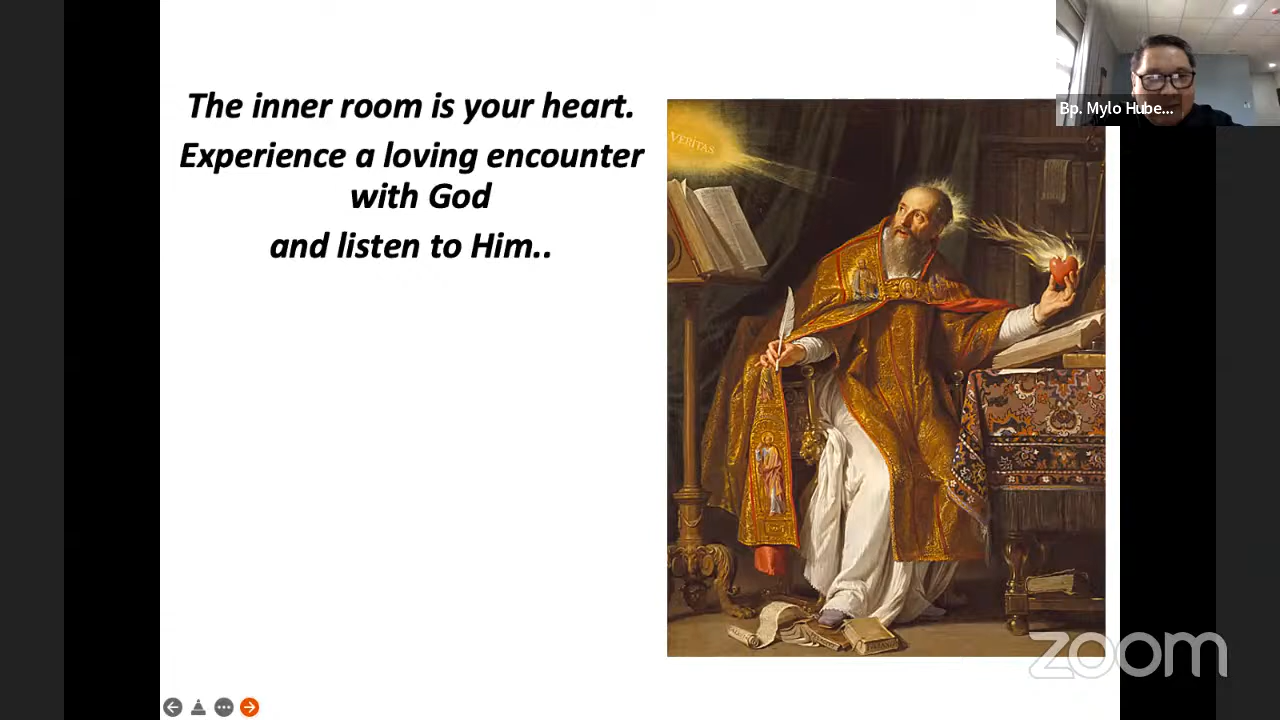 The inner room is your heart.
Experience a loving encounter
with God
and listen to Him..
VERITAS
Bp. Mylo Hube...
zoom